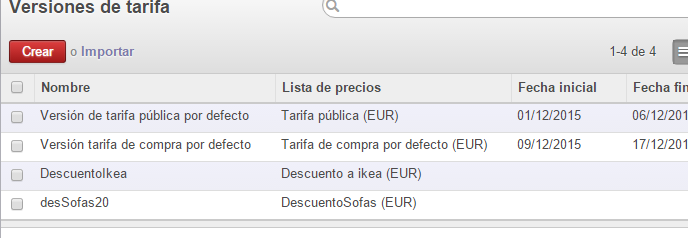 Versiones de tarifa
Crear o Importar
1-4 de 4
Nombre Lista de precios Fecha inicial Fecha fin
Versión de tarifa pública por defecto Tarifa pública (EUR) 01/12/2015 06/12/201
Versión tarifa de compra por defecto Tarifa de compra por defecto (EUR) 09/12/2015 17/12/201
DescuentoIkea Descuento a ikea (EUR)
desSofas20 DescuentoSofas (EUR)